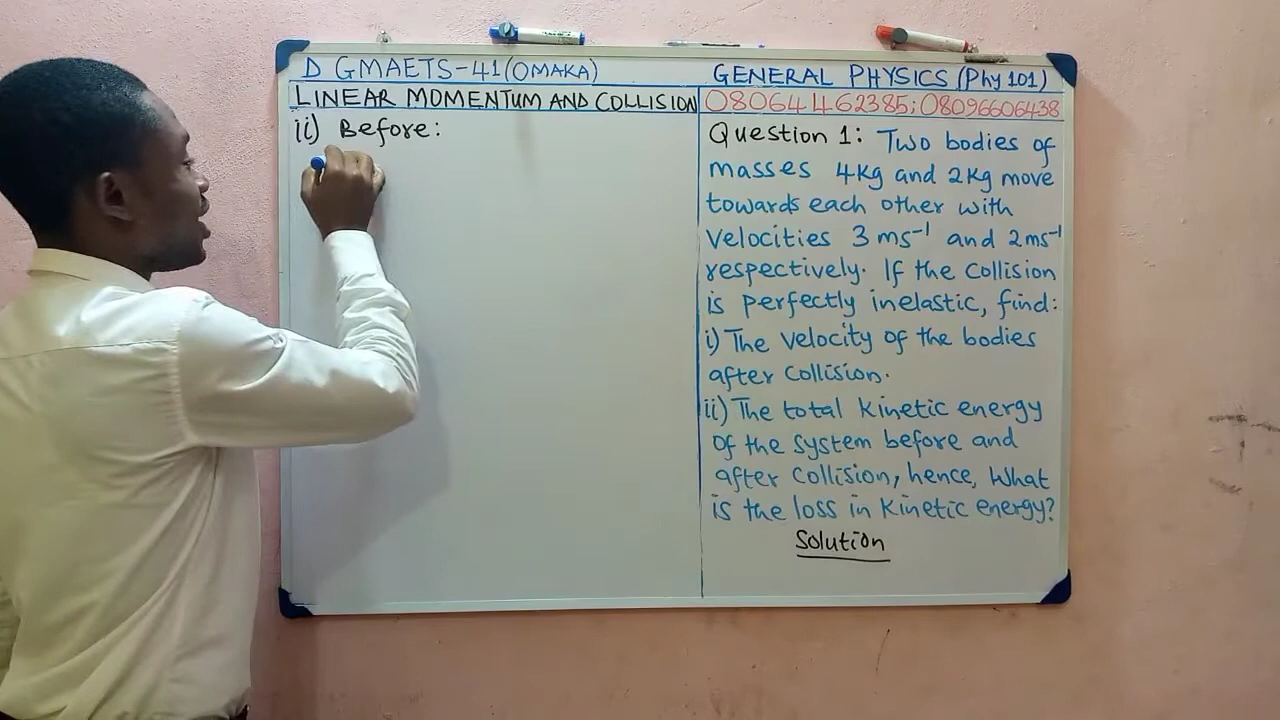 D GMAETS-41(OMAKA)
GENERAL PHYSICS (Phy 101)
LINEAR MOMENTUM AND COLLISION
08064462385; 08096606438
ii) Before:
Question 1: Two bodies of
masses 4Kg and 2Kg move
towards each other with
velocities 3 ms⁻¹ and 2ms⁻¹
respectively. If the collision
is perfectly inelastic, find:
i) The velocity of the bodies
after collision.
ii) The total kinetic energy
of the system before and
after collision, hence, what
is the loss in kinetic energy?
Solution